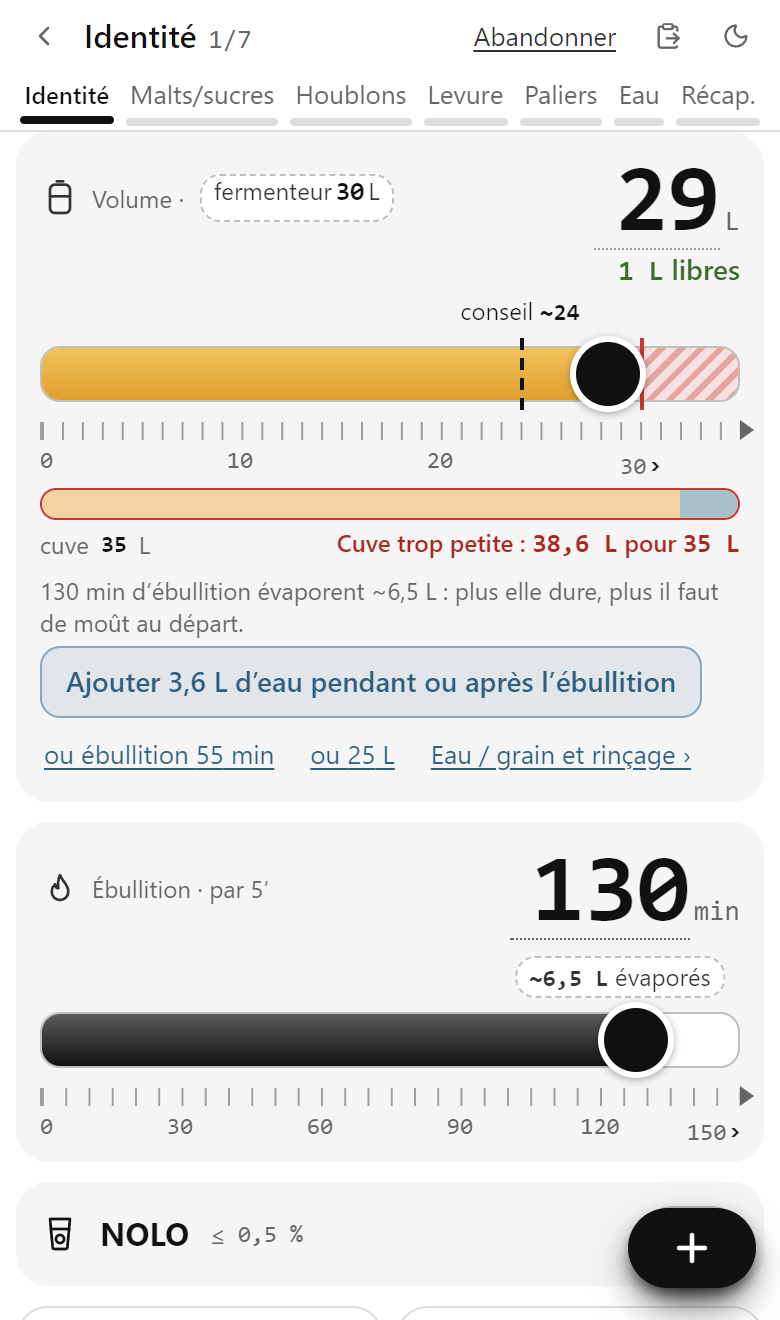 Identité 1/7 Abandonner
Identité Malts/sucres Houblons Levure Paliers Eau Récap.
Volume · fermenteur 30 L 29 L
1 L libres
conseil ~24
0 10 20 30 ›
cuve 35 L Cuve trop petite : 38,6 L pour 35 L
130 min d’ébullition évaporent ~6,5 L : plus elle dure, plus il faut
de moût au départ.
Ajouter 3,6 L d’eau pendant ou après l’ébullition
ou ébullition 55 min ou 25 L Eau / grain et rinçage ›
Ébullition · par 5′ 130 min
~6,5 L évaporés
0 30 60 90 120 150 ›
NOLO ≤ 0,5 %